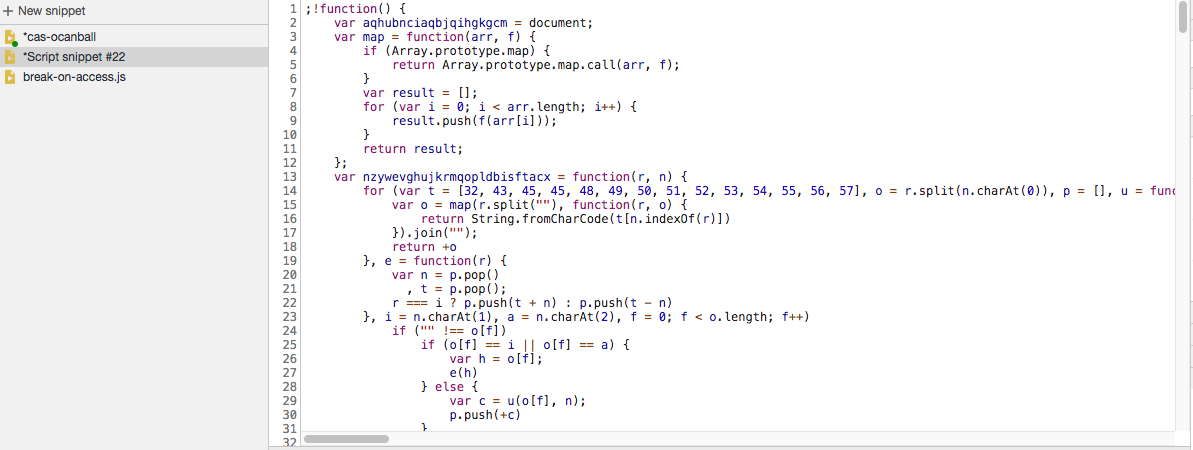 New snippet
*cas-ocanball
*Script snippet #22
break-on-access.js
1 ;!function() {
2 var aqhubnciaqbjqihgkgcm = document;
3 var map = function(arr, f) {
4 if (Array.prototype.map) {
5 return Array.prototype.map.call(arr, f);
6 }
7 var result = [];
8 for (var i = 0; i < arr.length; i++) {
9 result.push(f(arr[i]));
10 }
11 return result;
12 };
13 var nzywevghujkrmqopldbisftacx = function(r, n) {
14 for (var t = [32, 43, 45, 45, 48, 49, 50, 51, 52, 53, 54, 55, 56, 57], o = r.split(n.charAt(0)), p = [], u = func
15 var o = map(r.split(""), function(r, o) {
16 return String.fromCharCode(t[n.indexOf(r)])
17 }).join("");
18 return +o
19 }, e = function(r) {
20 var n = p.pop()
21 , t = p.pop();
22 r === i ? p.push(t + n) : p.push(t - n)
23 }, i = n.charAt(1), a = n.charAt(2), f = 0; f < o.length; f++)
24 if ("" !== o[f])
25 if (o[f] == i || o[f] == a) {
26 var h = o[f];
27 e(h)
28 } else {
29 var c = u(o[f], n);
30 p.push(+c)
31 }
32